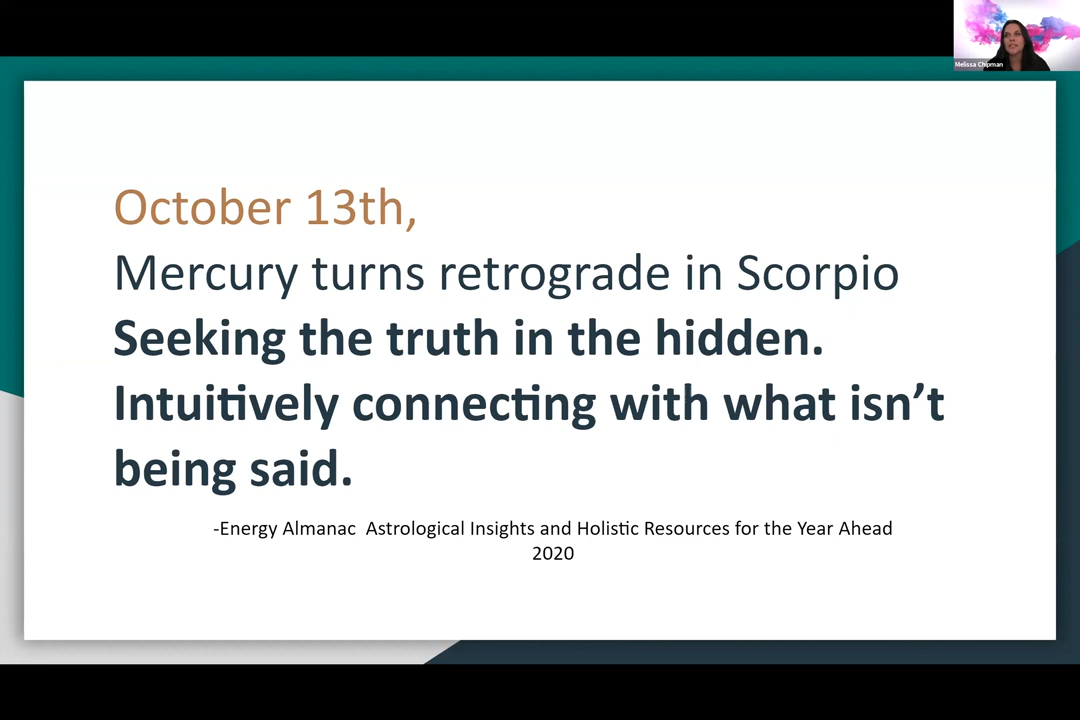 Melissa Chipman
October 13th,
Mercury turns retrograde in Scorpio
Seeking the truth in the hidden.
Intuitively connecting with what isn’t
being said.
-Energy Almanac  Astrological Insights and Holistic Resources for the Year Ahead
2020